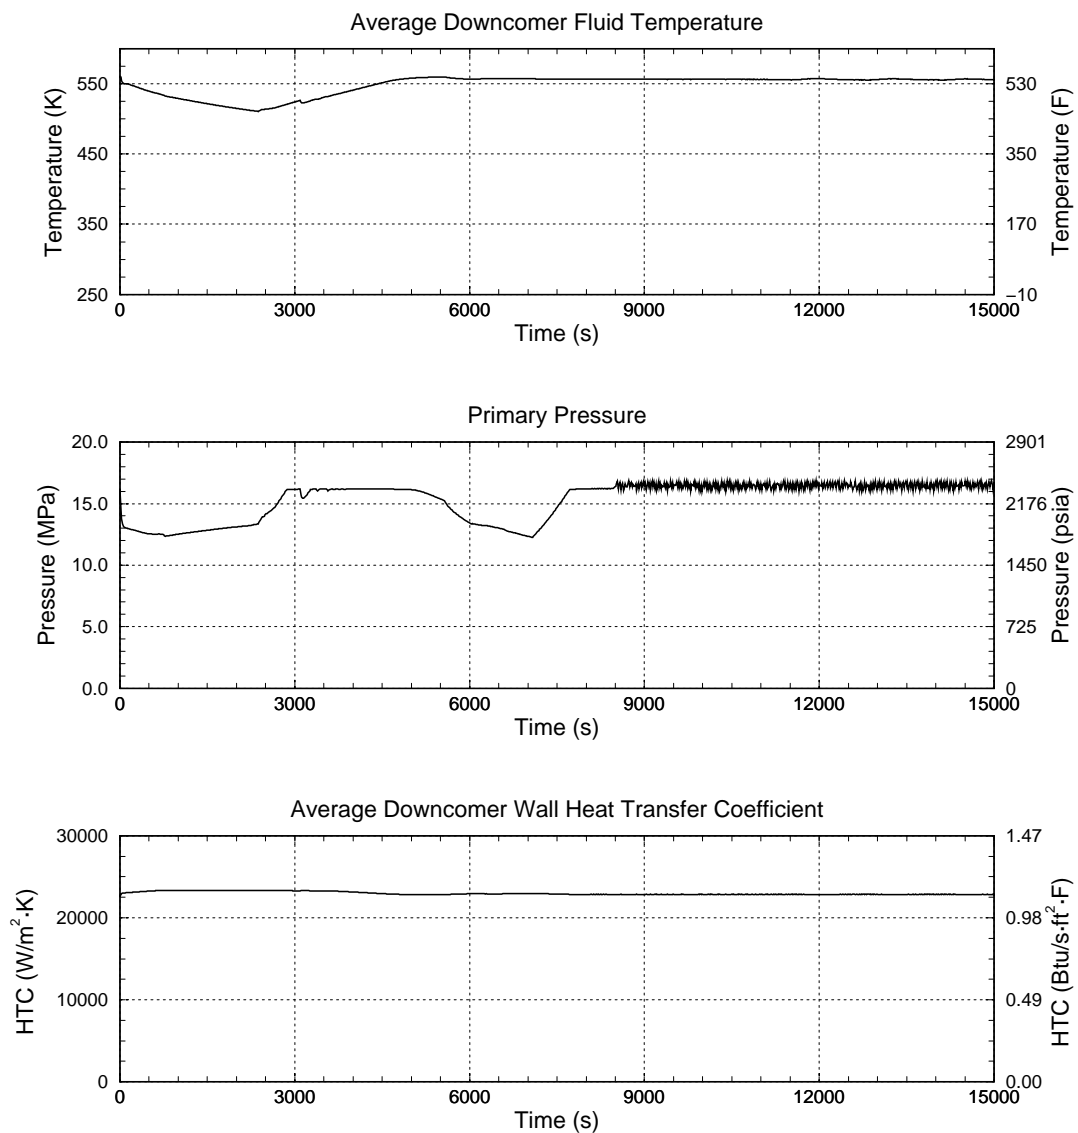 Average Downcomer Fluid Temperature
550
450
350
250
Temperature (K)
530
350
170
−10
Temperature (F)
0 3000 6000 9000 12000 15000
Time (s)
Primary Pressure
20.0
15.0
10.0
5.0
0.0
Pressure (MPa)
2901
2176
1450
725
0
Pressure (psia)
0 3000 6000 9000 12000 15000
Time (s)
Average Downcomer Wall Heat Transfer Coefficient
30000
20000
10000
0
HTC (W/m²·K)
1.47
0.98
0.49
0.00
HTC (Btu/s·ft²·F)
0 3000 6000 9000 12000 15000
Time (s)